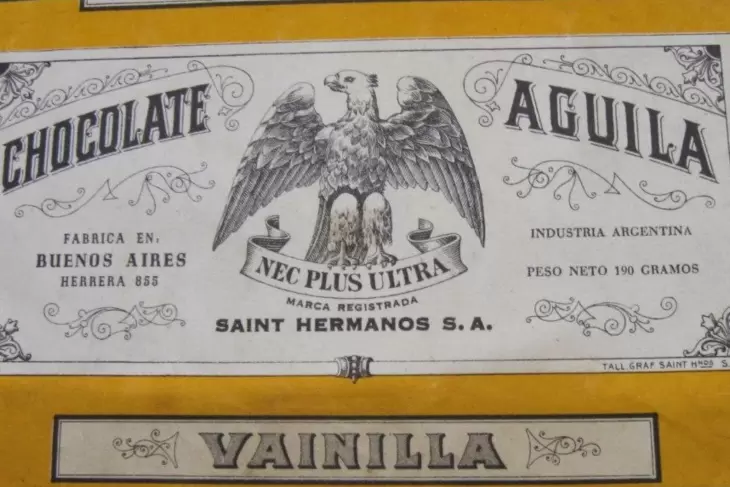 CHOCOLATE
AGUILA
FABRICA EN:
BUENOS AIRES
HERRERA 855
NEC PLUS ULTRA
MARCA REGISTRADA
SAINT HERMANOS S. A.
INDUSTRIA ARGENTINA
PESO NETO 190 GRAMOS
TALL. GRAF SAINT Hnos S.
VAINILLA